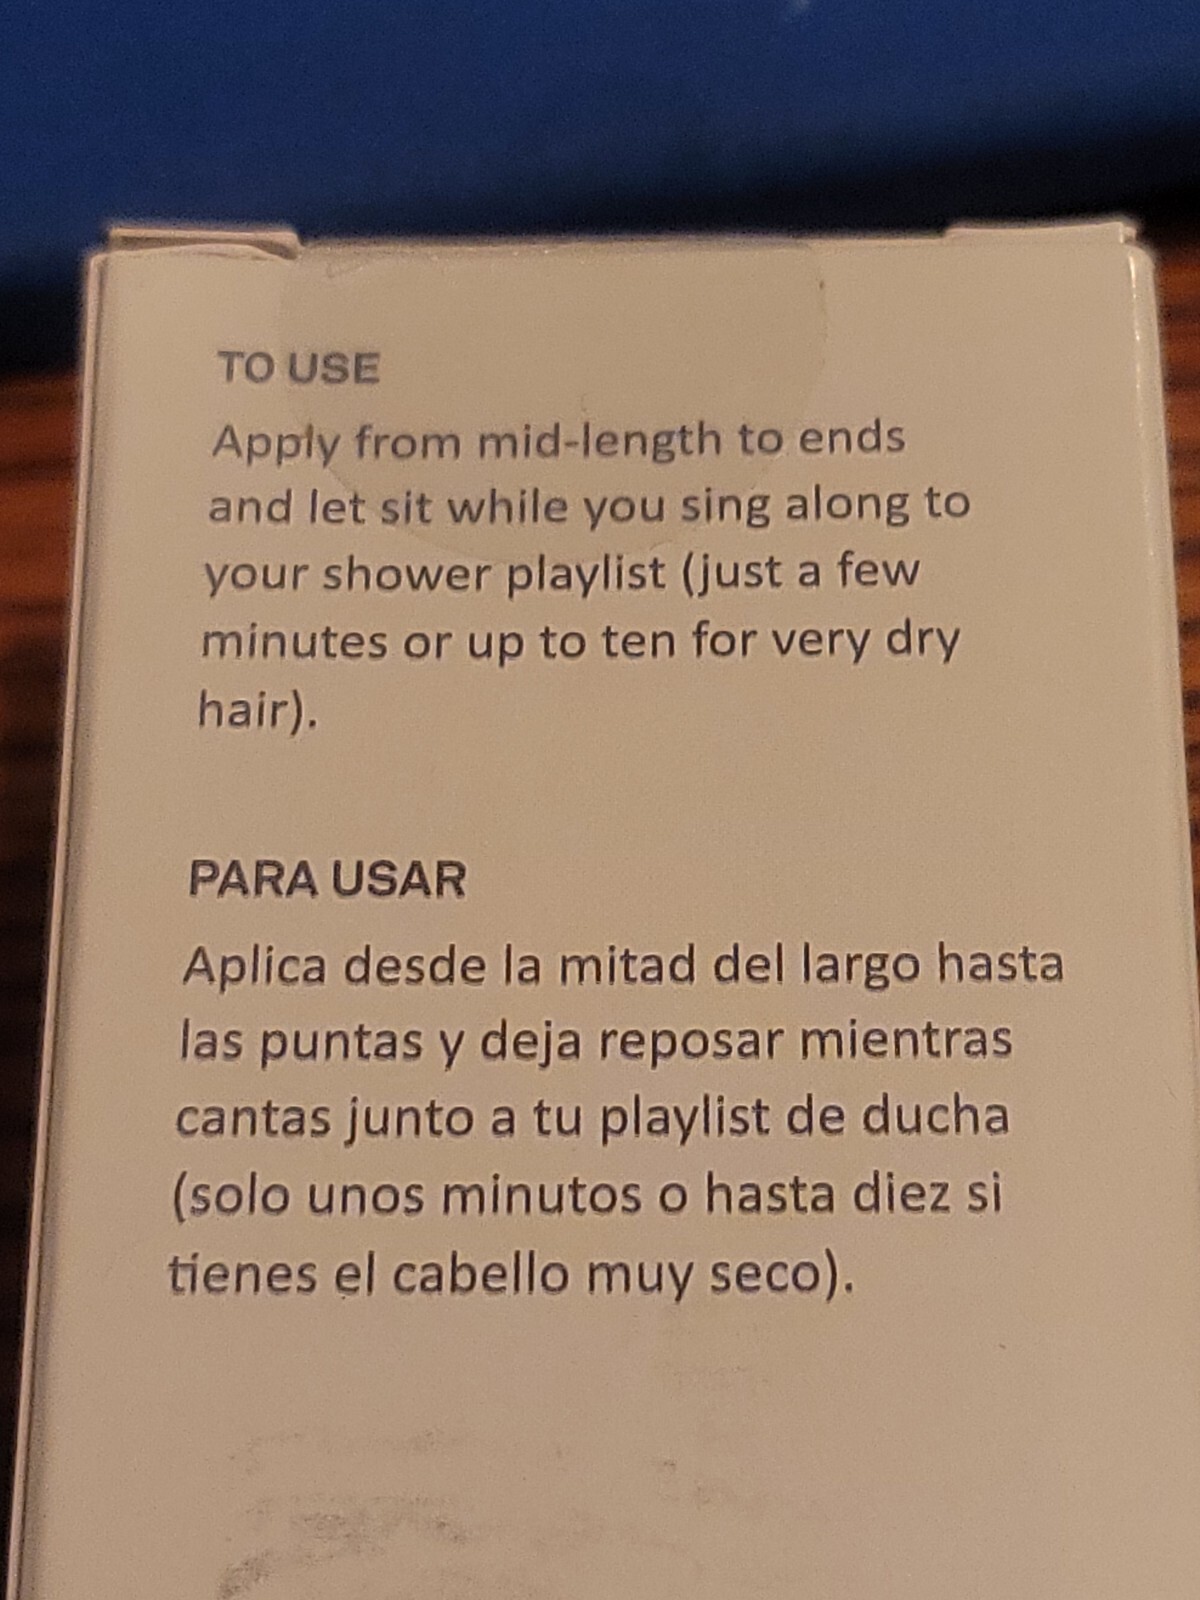 TO USE
Apply from mid-length to ends
and let sit while you sing along to
your shower playlist (just a few
minutes or up to ten for very dry
hair).
PARA USAR
Aplica desde la mitad del largo hasta
las puntas y deja reposar mientras
cantas junto a tu playlist de ducha
(solo unos minutos o hasta diez si
tienes el cabello muy seco).